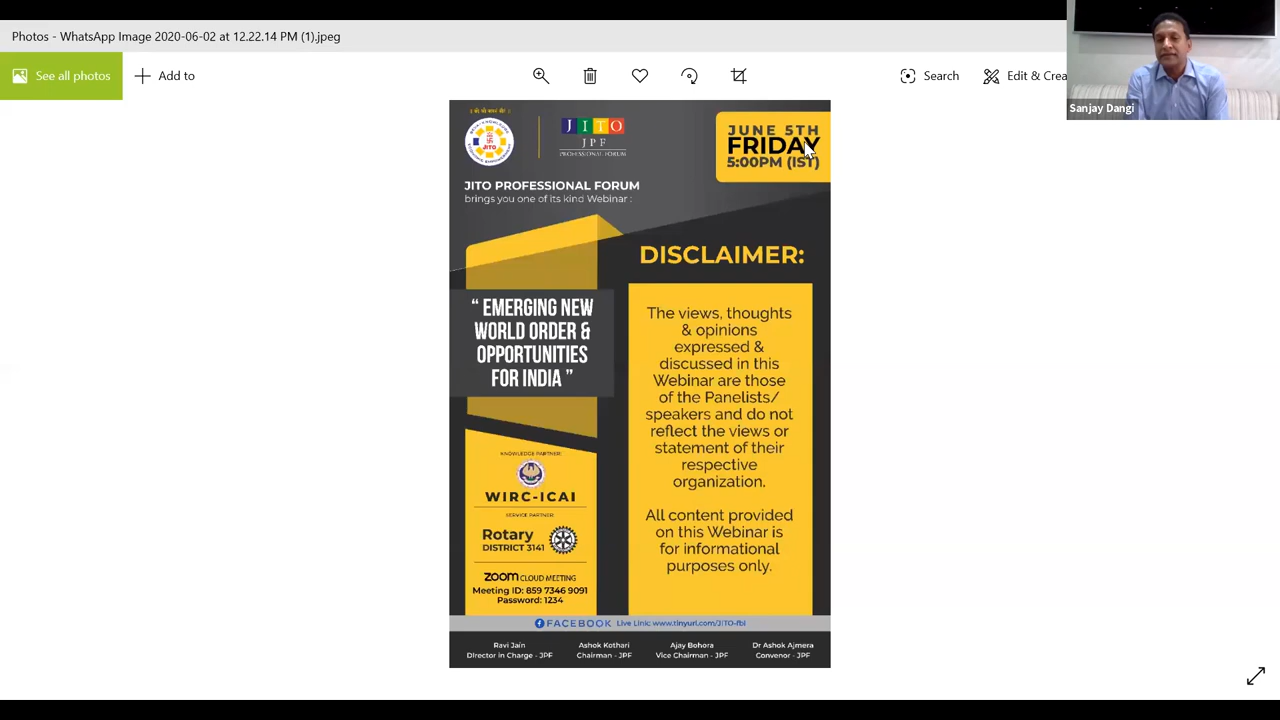 Photos - WhatsApp Image 2020-06-02 at 12.22.14 PM (1).jpeg
See all photos
Add to
Search
Edit & Crea
Sanjay Dangi
JITO
JITO
JPF
PROFESSIONAL FORUM
JUNE 5TH
FRIDAY
5:00PM (IST)
JITO PROFESSIONAL FORUM
brings you one of its kind Webinar :
DISCLAIMER:
“ EMERGING NEW
WORLD ORDER &
OPPORTUNITIES
FOR INDIA ”
The views, thoughts
& opinions
expressed &
discussed in this
Webinar are those
of the Panelists/
speakers and do not
reflect the views or
statement of their
respective
organization.
All content provided
on this Webinar is
for informational
purposes only.
KNOWLEDGE PARTNER:
WIRC-ICAI
SERVICE PARTNER:
Rotary
DISTRICT 3141
zoom CLOUD MEETING
Meeting ID: 859 7346 9091
Password: 1234
FACEBOOK Live Link: www.tinyurl.com/JITO-fb1
Ravi Jain
Director in Charge - JPF
Ashok Kothari
Chairman - JPF
Ajay Bohora
Vice Chairman - JPF
Dr Ashok Ajmera
Convenor - JPF